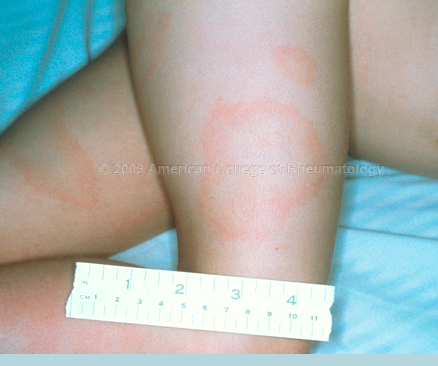 © 2009 American College of Rheumatology
IN 1 2 3 4
CM 1 2 3 4 5 6 7 8 9 10 11